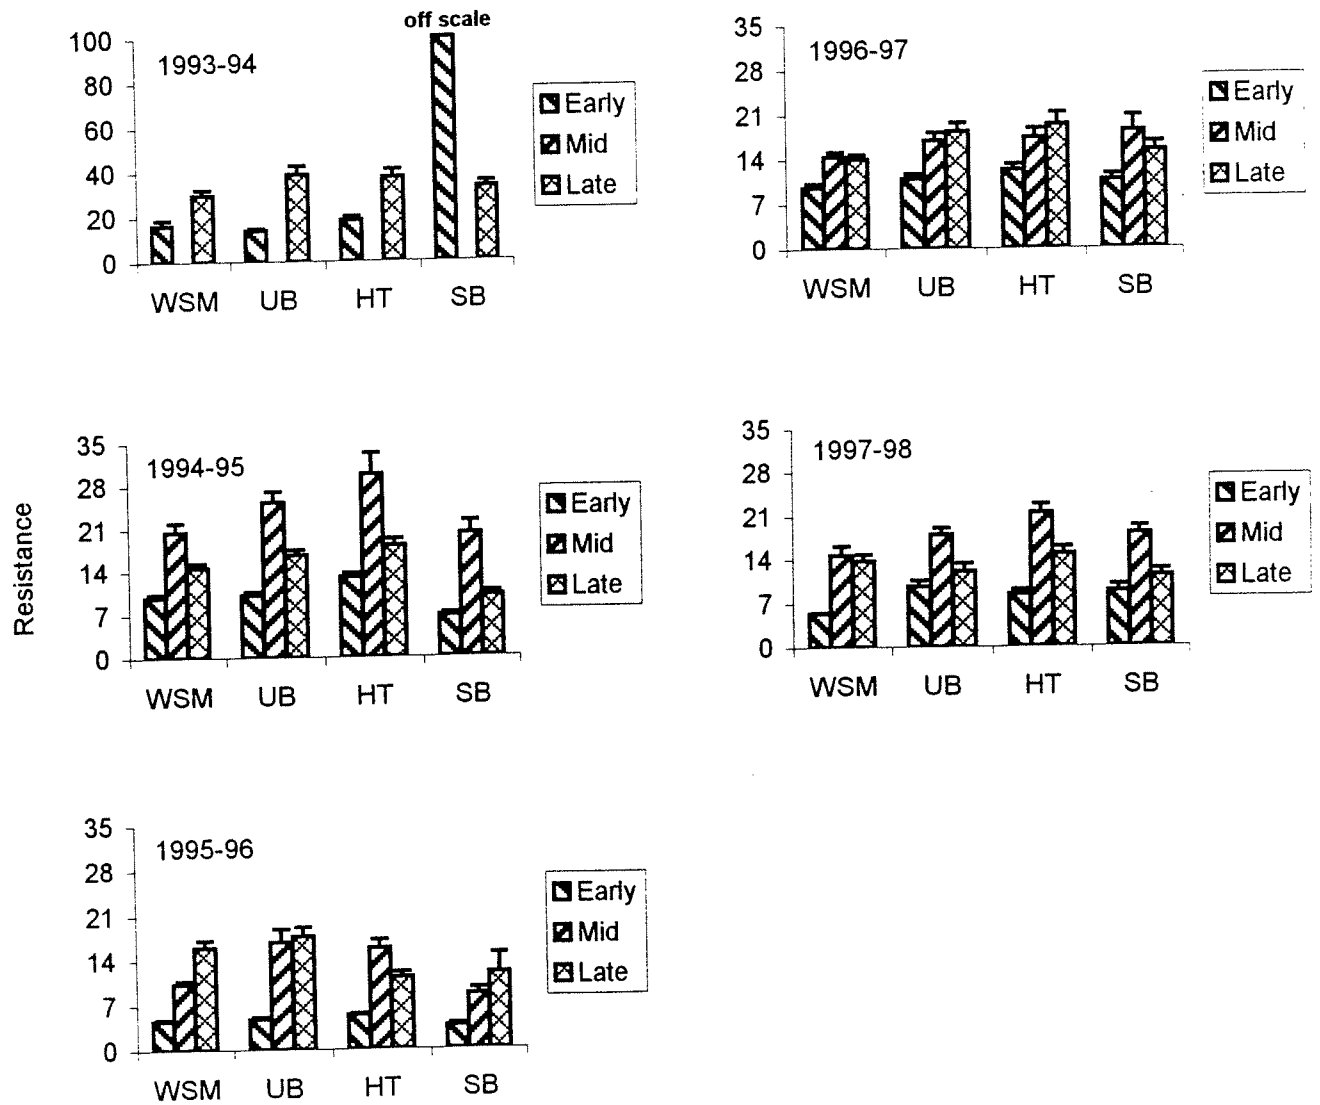 off scale
100
80
60
40
20
0
1993-94
Early
Mid
Late
WSM UB HT SB
35
28
21
14
7
0
1996-97
Early
Mid
Late
WSM UB HT SB
Resistance
35
28
21
14
7
0
1994-95
Early
Mid
Late
WSM UB HT SB
35
28
21
14
7
0
1997-98
Early
Mid
Late
WSM UB HT SB
35
28
21
14
7
0
1995-96
Early
Mid
Late
WSM UB HT SB